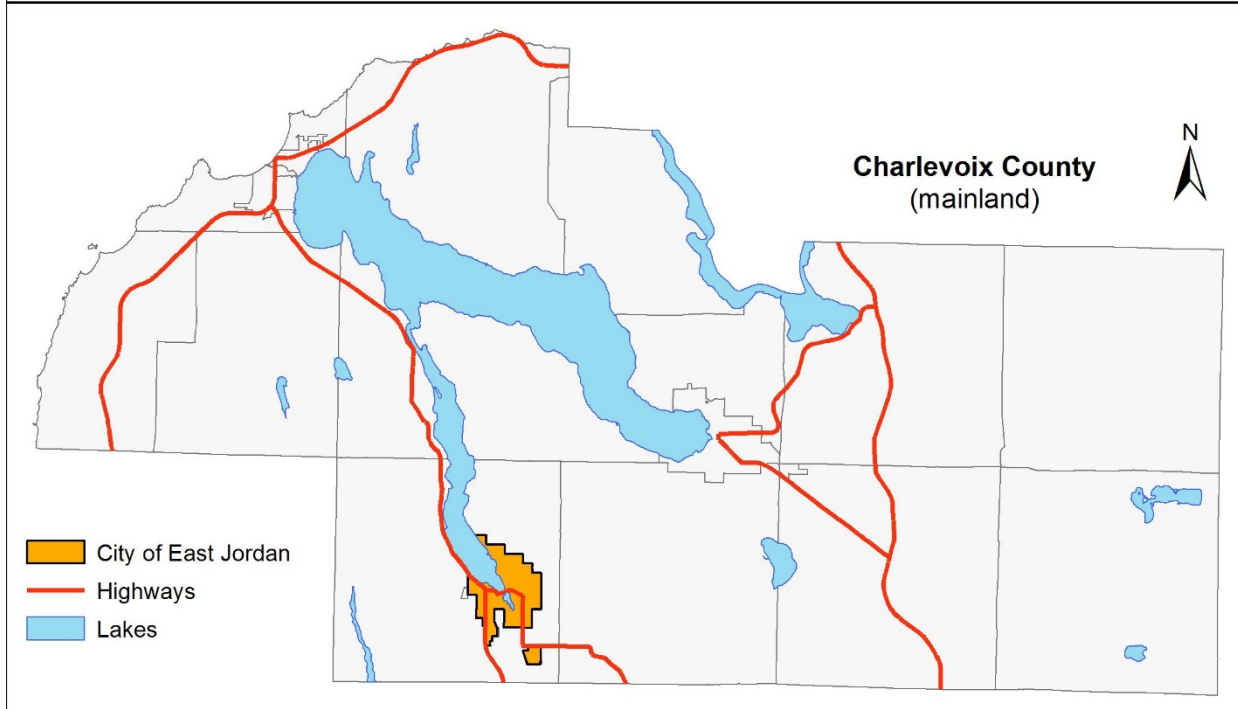 N
Charlevoix County
(mainland)
City of East Jordan
Highways
Lakes